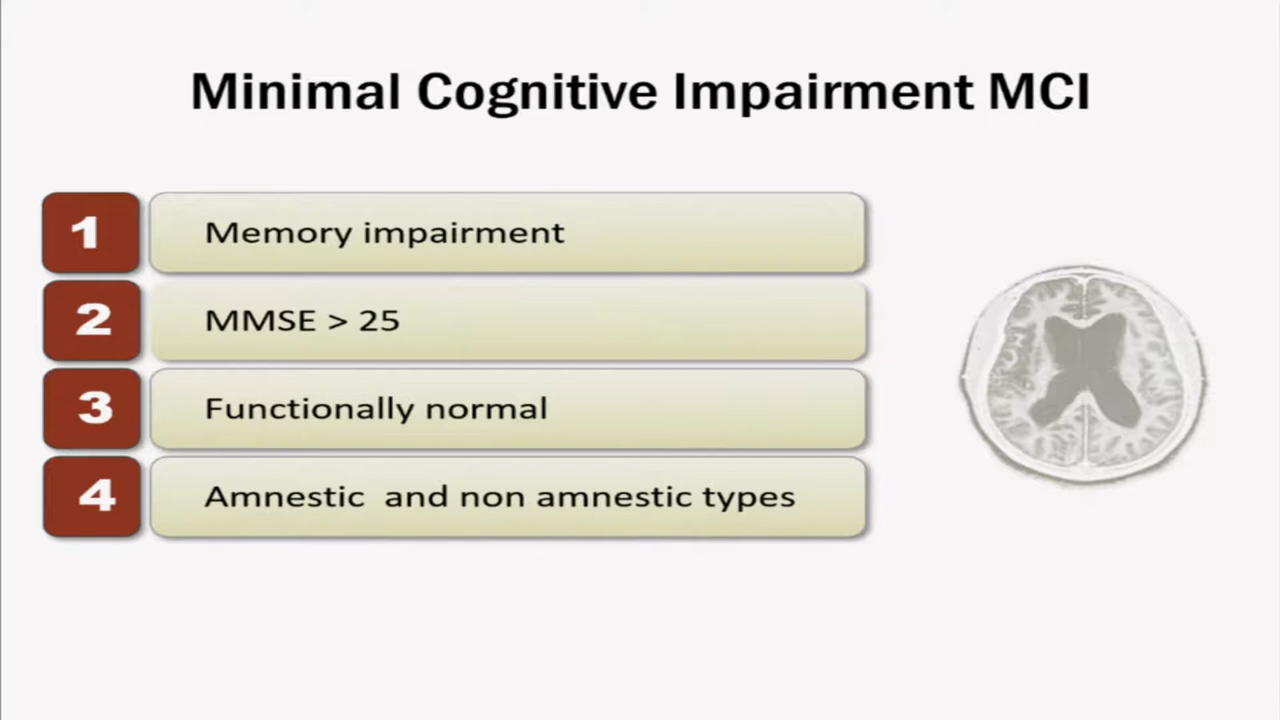 Minimal Cognitive Impairment MCI
1 Memory impairment
2 MMSE > 25
3 Functionally normal
4 Amnestic and non amnestic types